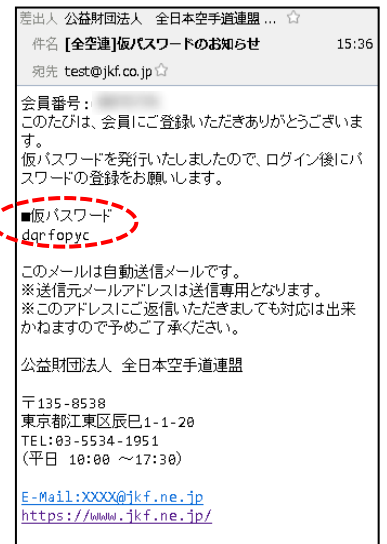 差出人 公益財団法人　全日本空手道連盟 ... ☆
件名 [全空連]仮パスワードのお知らせ 15:36
宛先 test@jkf.co.jp☆
会員番号:
このたびは、会員にご登録いただきありがとうございま
す。
仮パスワードを発行いたしましたので、ログイン後にパ
スワードの登録をお願いします。
■仮パスワード
dqrfopyc
このメールは自動送信メールです。
※送信元メールアドレスは送信専用となります。
※このアドレスにご返信いただきましても対応は出来
かねますので予めご了承ください。
公益財団法人 全日本空手道連盟
〒135-8538
東京都江東区辰巳1-1-20
TEL:03-5534-1951
(平日 10:00 ～17:30)
E-Mail:XXXX@jkf.ne.jp
https://www.jkf.ne.jp/